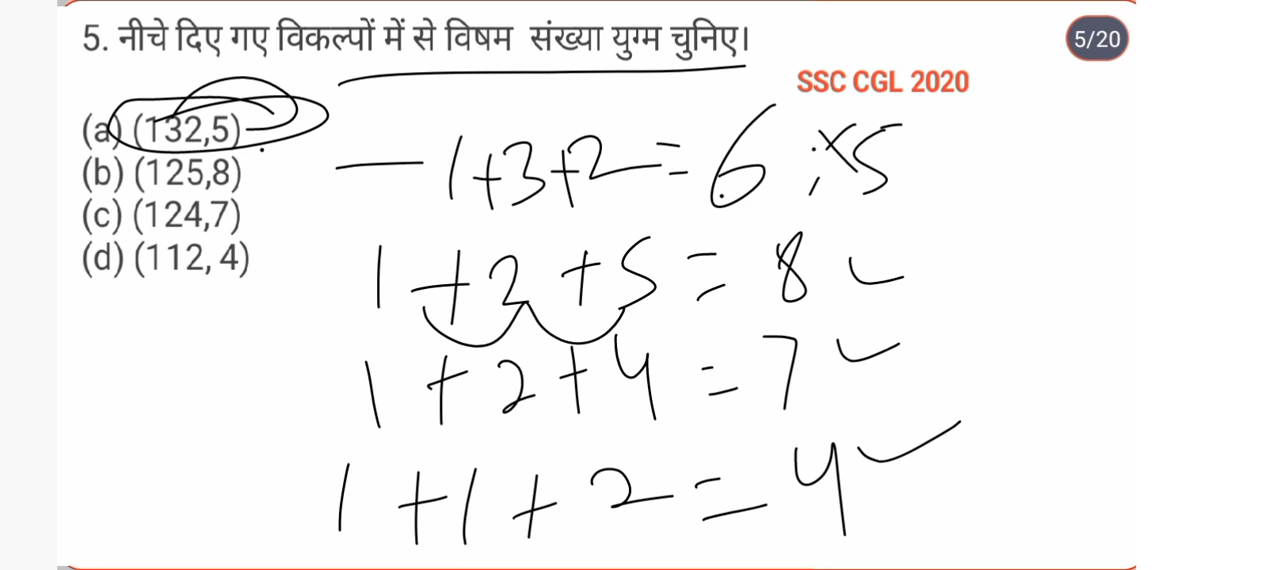 5. नीचे दिए गए विकल्पों में से विषम संख्या युग्म चुनिए।
5/20
SSC CGL 2020
(a) (132,5)
(b) (125,8)
(c) (124,7)
(d) (112, 4)
— 1+3+2=6
1+2+5=8
1+2+4=7
1+1+2=4